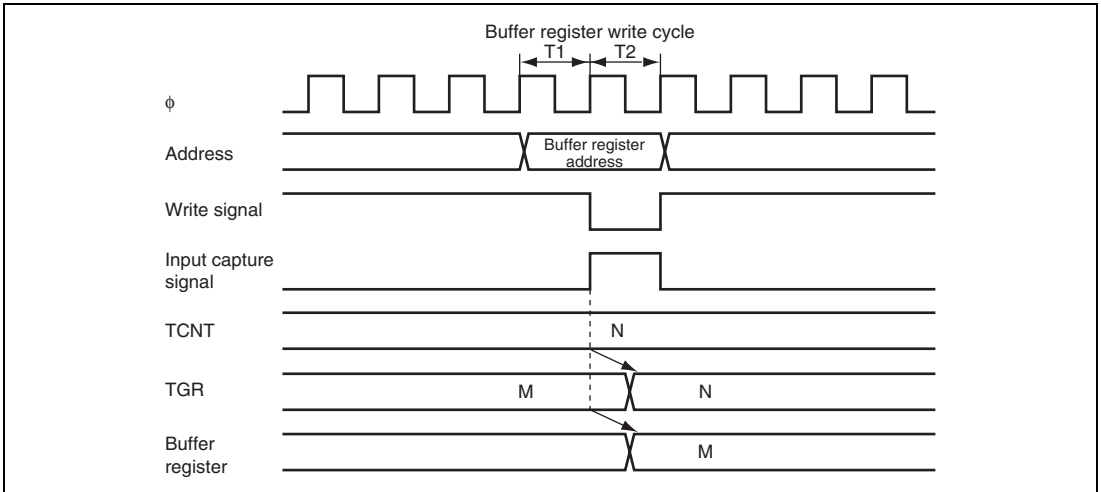 Buffer register write cycle
T1 T2
ϕ
Address
Buffer register
address
Write signal
Input capture
signal
TCNT
N
TGR
M
N
Buffer
register
M